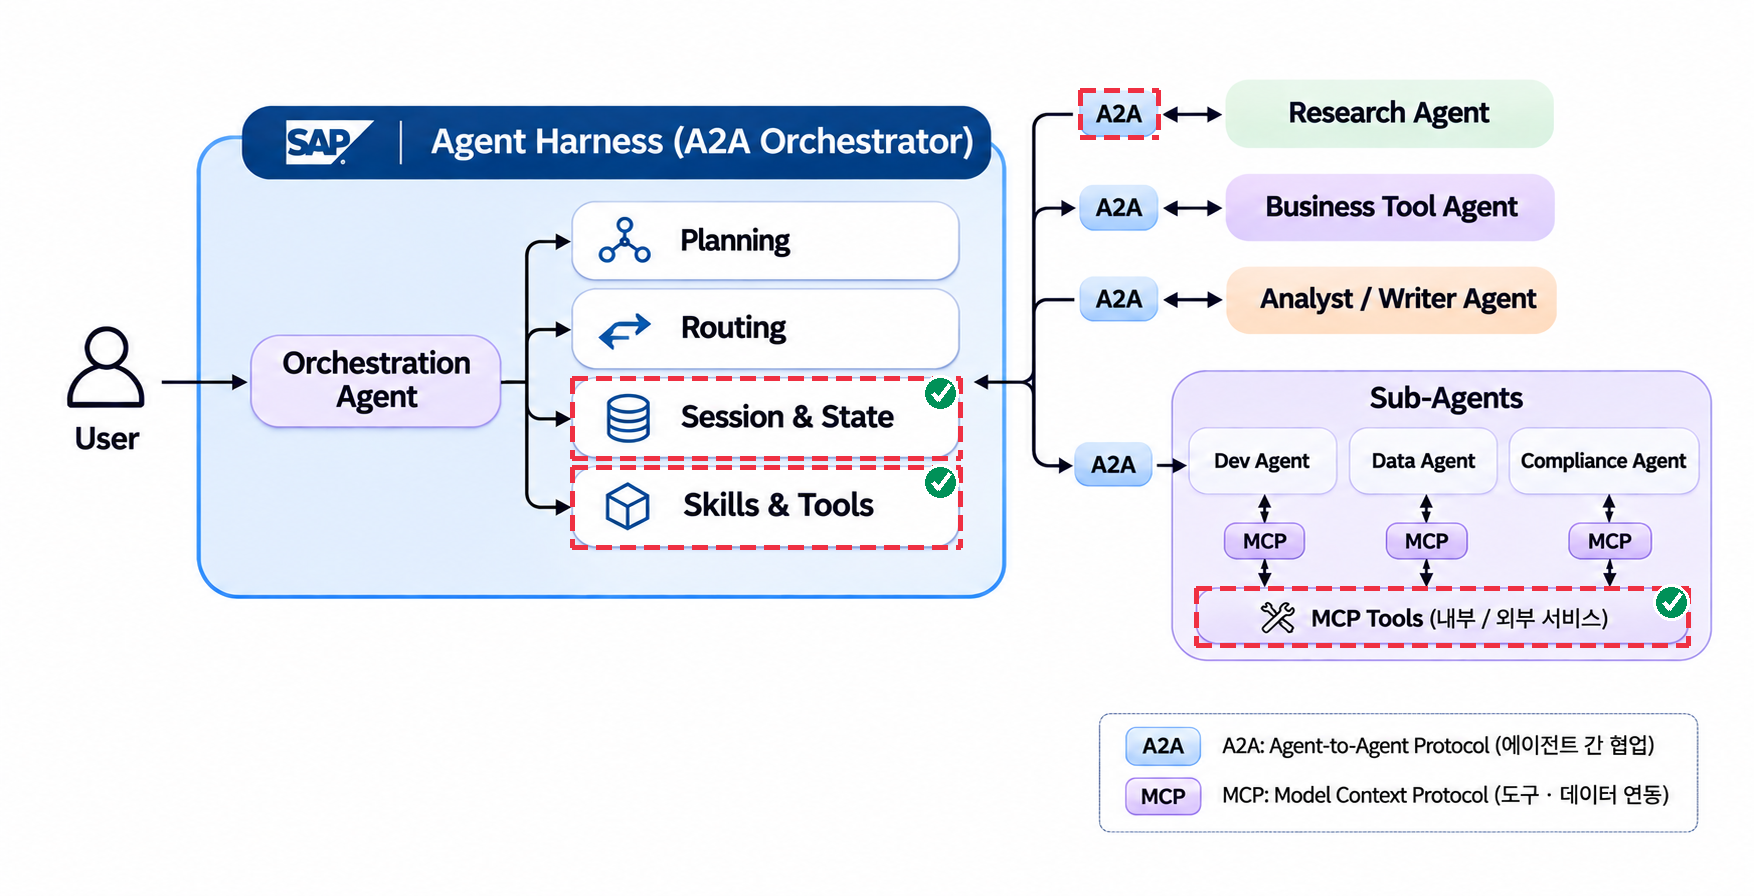 SAP
Agent Harness (A2A Orchestrator)
User
Orchestration
Agent
Planning
Routing
Session & State
Skills & Tools
A2A
Research Agent
A2A
Business Tool Agent
A2A
Analyst / Writer Agent
A2A
Sub-Agents
Dev Agent
Data Agent
Compliance Agent
MCP
MCP
MCP
MCP Tools (내부 / 외부 서비스)
A2A
A2A: Agent-to-Agent Protocol (에이전트 간 협업)
MCP
MCP: Model Context Protocol (도구 · 데이터 연동)